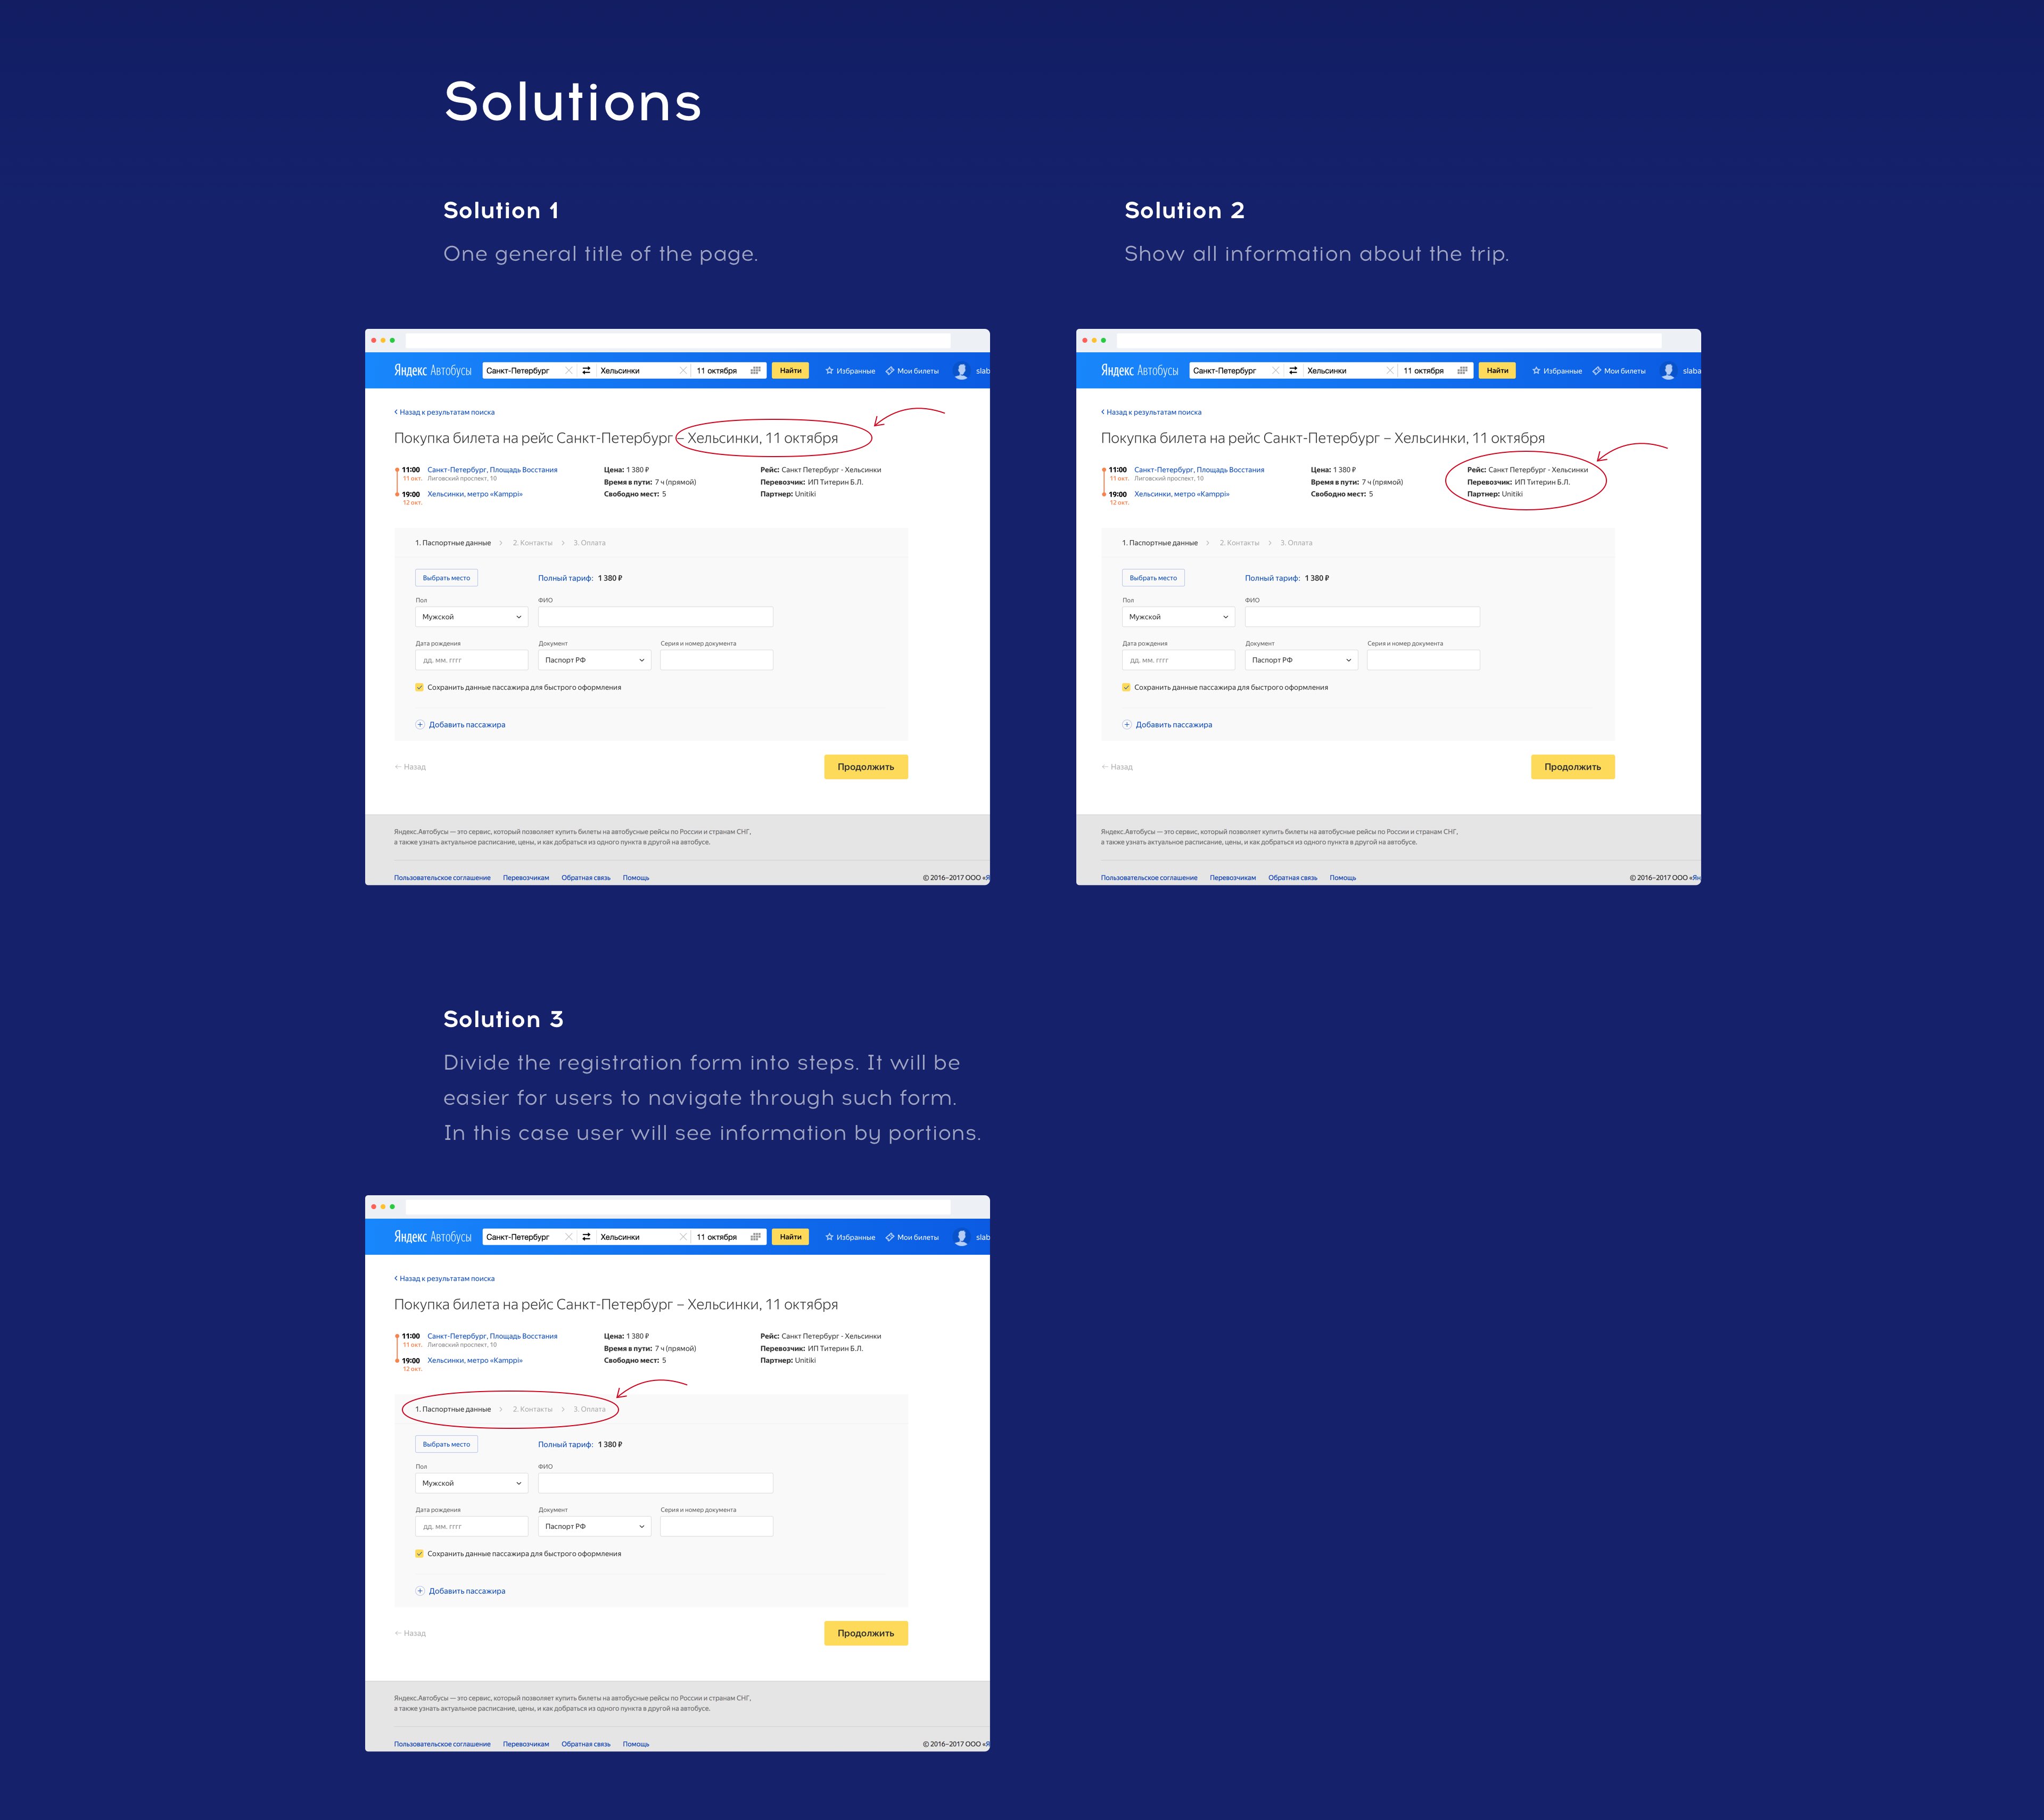 Solutions
Solution 1
One general title of the page.
Яндекс Автобусы Санкт-Петербург Хельсинки 11 октября Найти Избранные Мои билеты slab
Назад к результатам поиска
Покупка билета на рейс Санкт-Петербург – Хельсинки, 11 октября
11:00 Санкт-Петербург, Площадь Восстания Цена: 1 380 ₽ Рейс: Санкт Петербург - Хельсинки
11 окт. Лиговский проспект, 10
Время в пути: 7 ч (прямой) Перевозчик: ИП Титерин Б.Л.
19:00 Хельсинки, метро «Kamppi» Свободно мест: 5 Партнер: Unitiki
12 окт.
1. Паспортные данные 2. Контакты 3. Оплата
Выбрать место Полный тариф: 1 380 ₽
Пол ФИО
Мужской
Дата рождения Документ Серия и номер документа
дд. мм. гггг Паспорт РФ
Сохранить данные пассажира для быстрого оформления
Добавить пассажира
Назад Продолжить
Яндекс.Автобусы — это сервис, который позволяет купить билеты на автобусные рейсы по России и странам СНГ,
а также узнать актуальное расписание, цены, и как добраться из одного пункта в другой на автобусе.
Пользовательское соглашение Перевозчикам Обратная связь Помощь © 2016–2017 ООО «Я
Solution 2
Show all information about the trip.
Яндекс Автобусы Санкт-Петербург Хельсинки 11 октября Найти Избранные Мои билеты slaba
Назад к результатам поиска
Покупка билета на рейс Санкт-Петербург – Хельсинки, 11 октября
11:00 Санкт-Петербург, Площадь Восстания Цена: 1 380 ₽ Рейс: Санкт Петербург - Хельсинки
11 окт. Лиговский проспект, 10
Время в пути: 7 ч (прямой) Перевозчик: ИП Титерин Б.Л.
19:00 Хельсинки, метро «Kamppi» Свободно мест: 5 Партнер: Unitiki
12 окт.
1. Паспортные данные 2. Контакты 3. Оплата
Выбрать место Полный тариф: 1 380 ₽
Пол ФИО
Мужской
Дата рождения Документ Серия и номер документа
дд. мм. гггг Паспорт РФ
Сохранить данные пассажира для быстрого оформления
Добавить пассажира
Назад Продолжить
Яндекс.Автобусы — это сервис, который позволяет купить билеты на автобусные рейсы по России и странам СНГ,
а также узнать актуальное расписание, цены, и как добраться из одного пункта в другой на автобусе.
Пользовательское соглашение Перевозчикам Обратная связь Помощь © 2016–2017 ООО «Ян
Solution 3
Divide the registration form into steps. It will be
easier for users to navigate through such form.
In this case user will see information by portions.
Яндекс Автобусы Санкт-Петербург Хельсинки 11 октября Найти Избранные Мои билеты slab
Назад к результатам поиска
Покупка билета на рейс Санкт-Петербург – Хельсинки, 11 октября
11:00 Санкт-Петербург, Площадь Восстания Цена: 1 380 ₽ Рейс: Санкт Петербург - Хельсинки
11 окт. Лиговский проспект, 10
Время в пути: 7 ч (прямой) Перевозчик: ИП Титерин Б.Л.
19:00 Хельсинки, метро «Kamppi» Свободно мест: 5 Партнер: Unitiki
12 окт.
1. Паспортные данные 2. Контакты 3. Оплата
Выбрать место Полный тариф: 1 380 ₽
Пол ФИО
Мужской
Дата рождения Документ Серия и номер документа
дд. мм. гггг Паспорт РФ
Сохранить данные пассажира для быстрого оформления
Добавить пассажира
Назад Продолжить
Яндекс.Автобусы — это сервис, который позволяет купить билеты на автобусные рейсы по России и странам СНГ,
а также узнать актуальное расписание, цены, и как добраться из одного пункта в другой на автобусе.
Пользовательское соглашение Перевозчикам Обратная связь Помощь © 2016–2017 ООО «Я